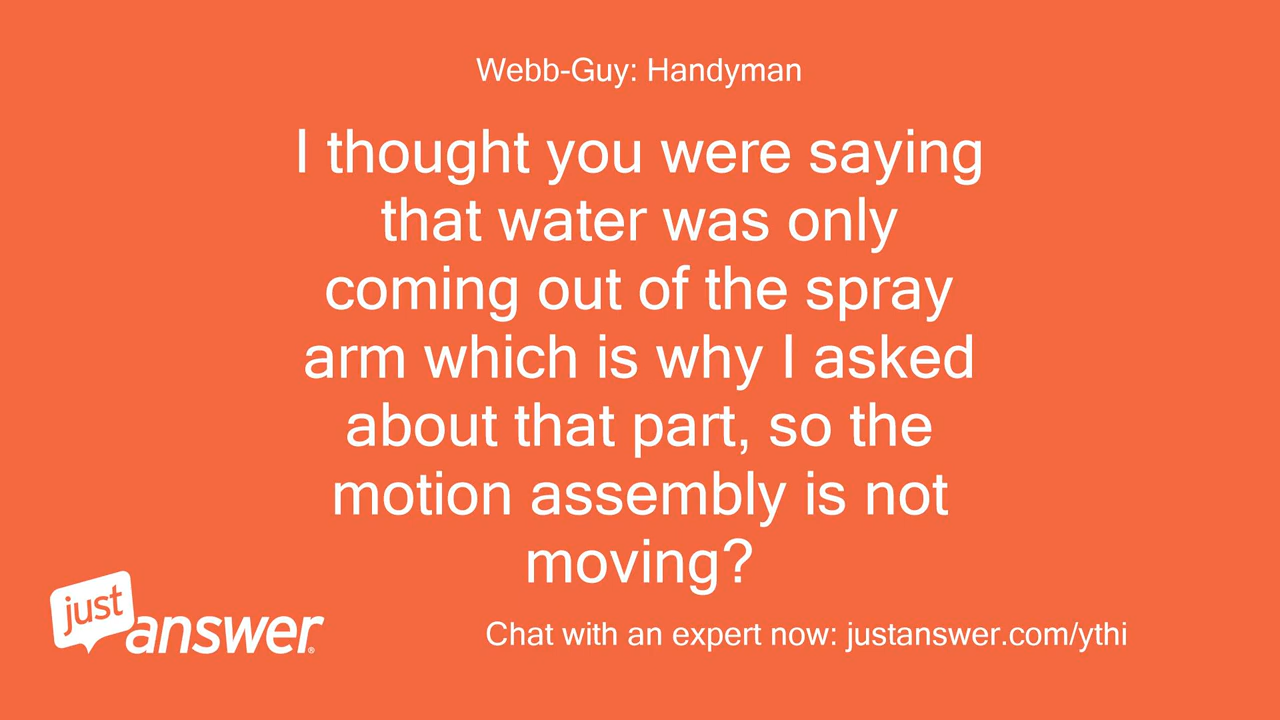 Webb-Guy: Handyman
I thought you were saying
that water was only
coming out of the spray
arm which is why I asked
about that part, so the
motion assembly is not
moving?
just
answer®
Chat with an expert now: justanswer.com/ythi